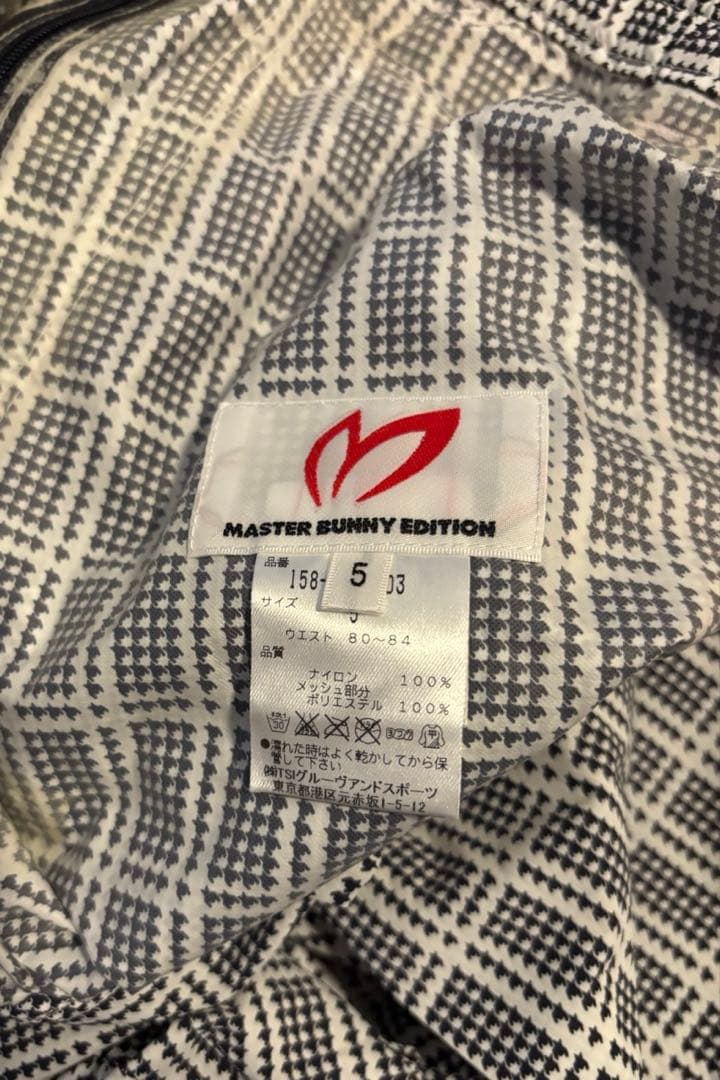 MASTER BUNNY EDITION
5
品番
158- 03
サイズ
5
ウエスト 80～84
品質
ナイロン 100%
メッシュ部分
ポリエステル 100%
●濡れた時はよく乾かしてから保
管して下さい
㈱TSIグルーヴアンドスポーツ
東京都港区元赤坂1-5-12